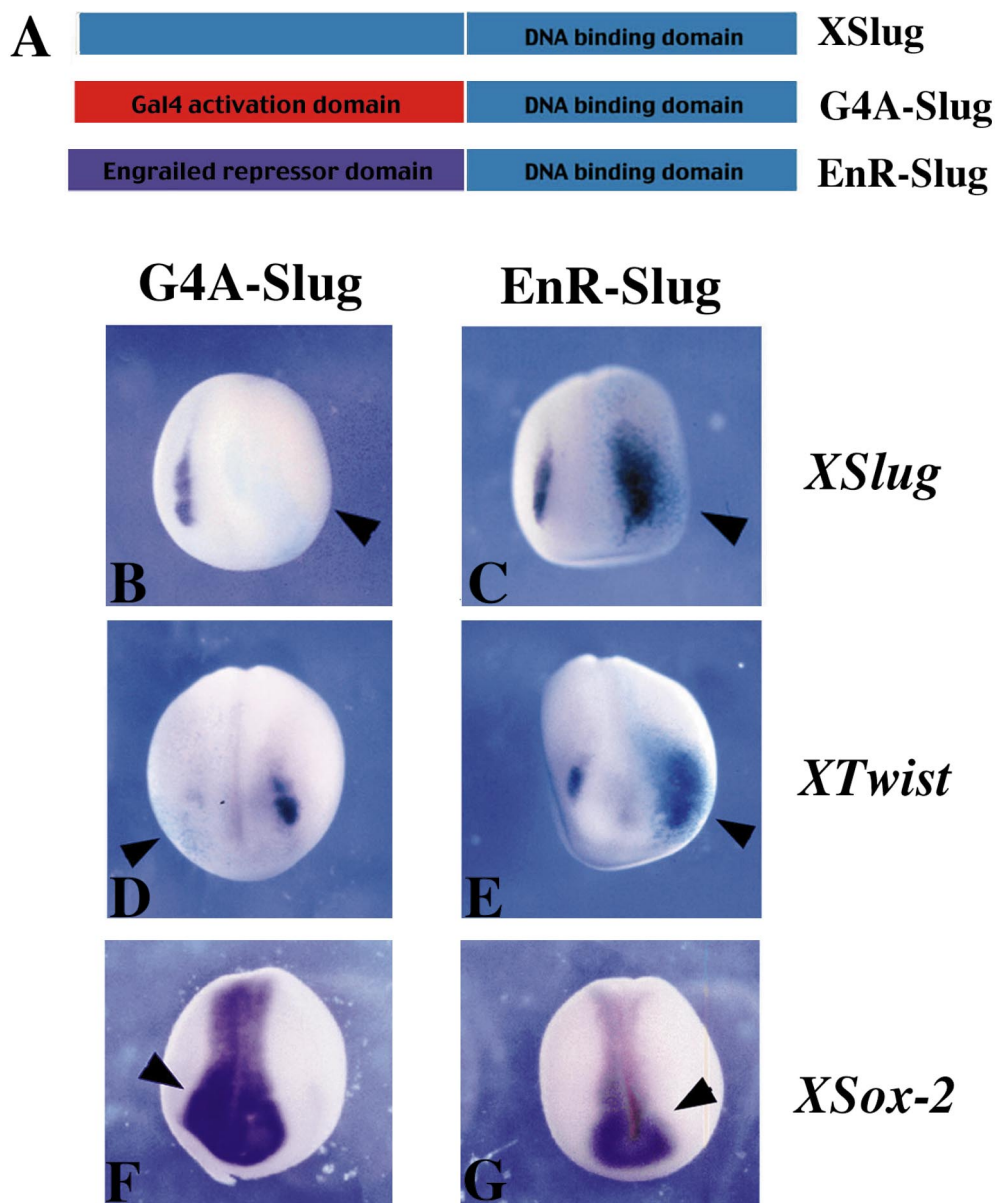 A
DNA binding domain XSlug
Gal4 activation domain DNA binding domain G4A-Slug
Engrailed repressor domain DNA binding domain EnR-Slug
G4A-Slug EnR-Slug
B C XSlug
D E XTwist
F G XSox-2